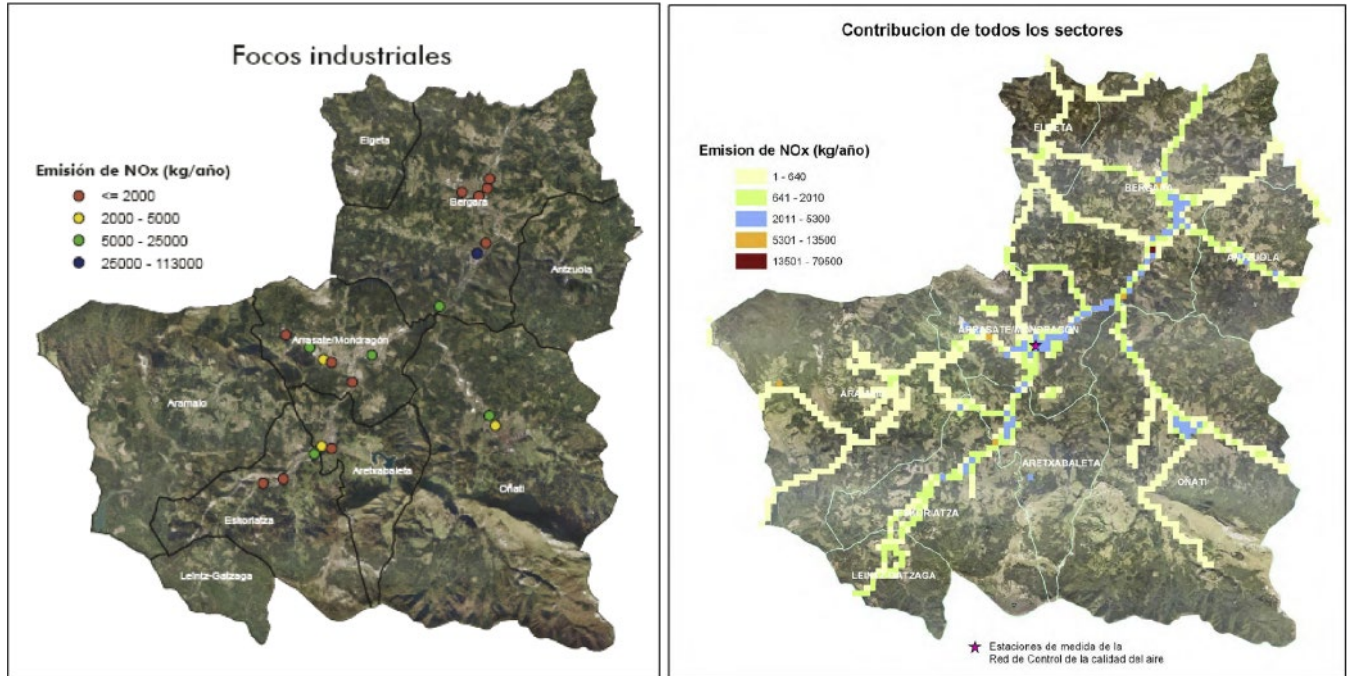 Focos industriales
Emisión de NOx (kg/año)
<= 2000
2000 - 5000
5000 - 25000
25000 - 113000
Elgeta
Bergara
Antzuola
Arrasate/Mondragón
Aramaio
Aretxabaleta
Oñati
Eskoriatza
Leintz-Gatzaga
Contribucion de todos los sectores
Emision de NOx (kg/año)
1 - 640
641 - 2010
2011 - 5300
5301 - 13500
13501 - 79500
ELGETA
BERGARA
ANTZUOLA
ARRASATE/MONDRAGON
ARETXABALETA
OÑATI
Estaciones de medida de la
Red de Control de la calidad del aire